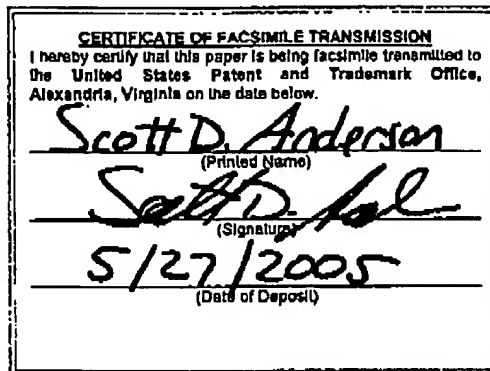 CERTIFICATE OF FACSIMILE TRANSMISSION
I hereby certify that this paper is being facsimile transmitted to
the United States Patent and Trademark Office,
Alexandria, Virginia on the date below.
Scott D. Anderson
(Printed Name)
Scott D.
(Signature)
5/27/2005
(Date of Deposit)